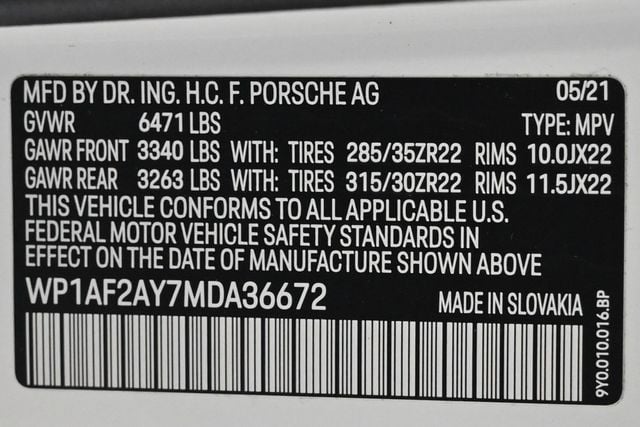 MFD BY DR. ING. H.C. F. PORSCHE AG 05/21
GVWR 6471 LBS TYPE: MPV
GAWR FRONT 3340 LBS WITH: TIRES 285/35ZR22 RIMS 10.0JX22
GAWR REAR 3263 LBS WITH: TIRES 315/30ZR22 RIMS 11.5JX22
THIS VEHICLE CONFORMS TO ALL APPLICABLE U.S.
FEDERAL MOTOR VEHICLE SAFETY STANDARDS IN
EFFECT ON THE DATE OF MANUFACTURE SHOWN ABOVE
WP1AF2AY7MDA36672 MADE IN SLOVAKIA
9Y0.010.016.BP